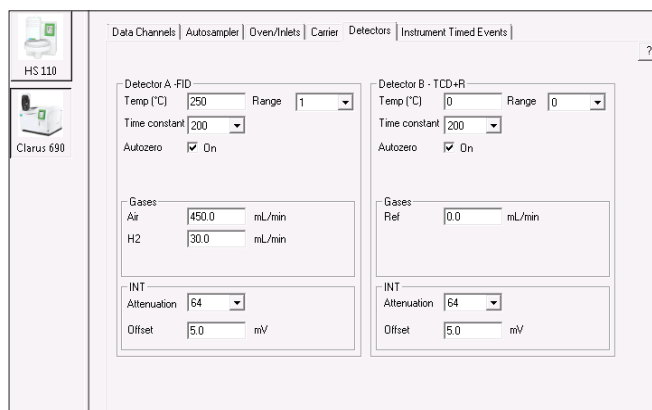 HS 110
Clarus 690
Data Channels Autosampler Oven/Inlets Carrier Detectors Instrument Timed Events
?
Detector A -FID
Temp (°C) 250 Range 1
Time constant 200
Autozero On
Gases
Air 450.0 mL/min
H2 30.0 mL/min
INT
Attenuation 64
Offset 5.0 mV
Detector B - TCD+R
Temp (°C) 0 Range 0
Time constant 200
Autozero On
Gases
Ref 0.0 mL/min
INT
Attenuation 64
Offset 5.0 mV